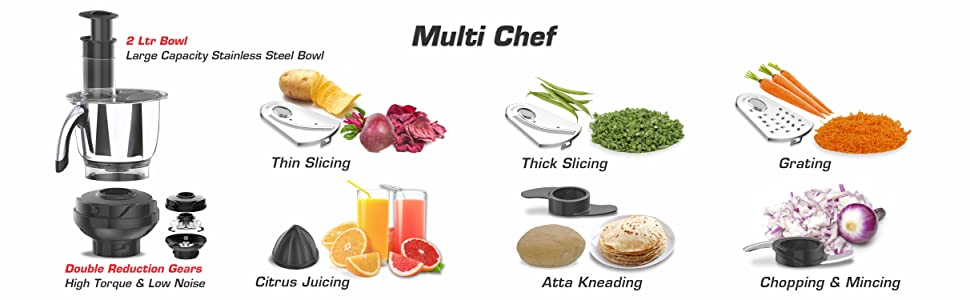 Multi Chef
2 Ltr Bowl
Large Capacity Stainless Steel Bowl
Thin Slicing
Thick Slicing
Grating
Double Reduction Gears
High Torque & Low Noise
Citrus Juicing
Atta Kneading
Chopping & Mincing